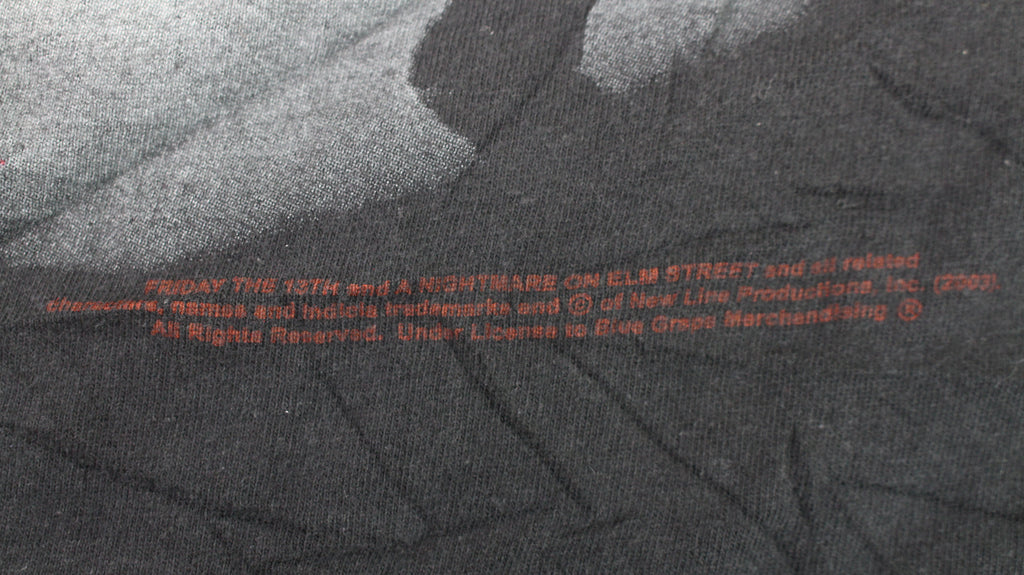 FRIDAY THE 13TH and A NIGHTMARE ON ELM STREET and all related
characters, names and indicia trademarks and © of New Line Productions, Inc. (2003).
All Rights Reserved. Under License to Blue Grape Merchandising ®